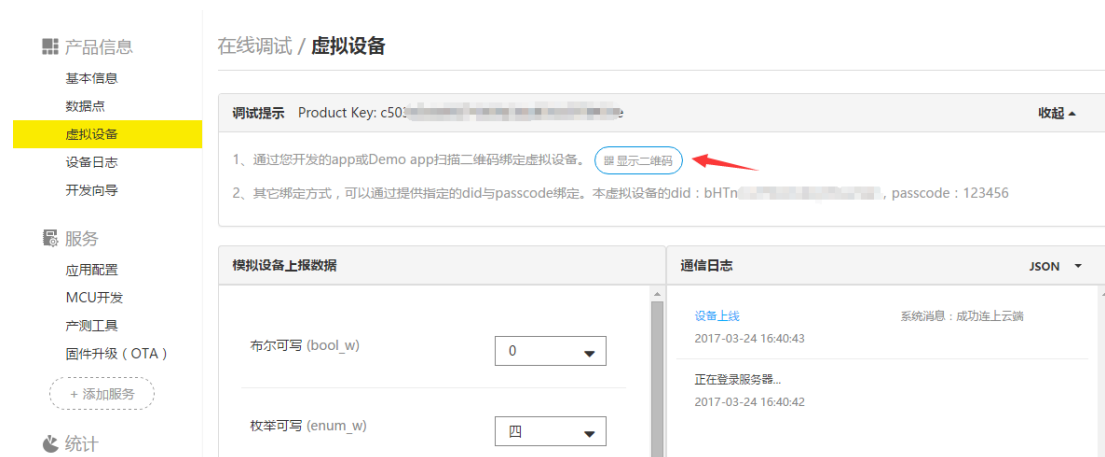 产品信息
基本信息
数据点
虚拟设备
设备日志
开发向导
服务
应用配置
MCU开发
产测工具
固件升级（OTA）
+ 添加服务
统计
在线调试 / 虚拟设备
调试提示 Product Key: c503
收起
1、通过您开发的app或Demo app扫描二维码绑定虚拟设备。 显示二维码
2、其它绑定方式，可以通过提供指定的did与passcode绑定。本虚拟设备的did：bHTn ，passcode：123456
模拟设备上报数据
布尔可写 (bool_w)
0
枚举可写 (enum_w)
四
通信日志
JSON
设备上线 系统消息：成功连上云端
2017-03-24 16:40:43
正在登录服务器...
2017-03-24 16:40:42